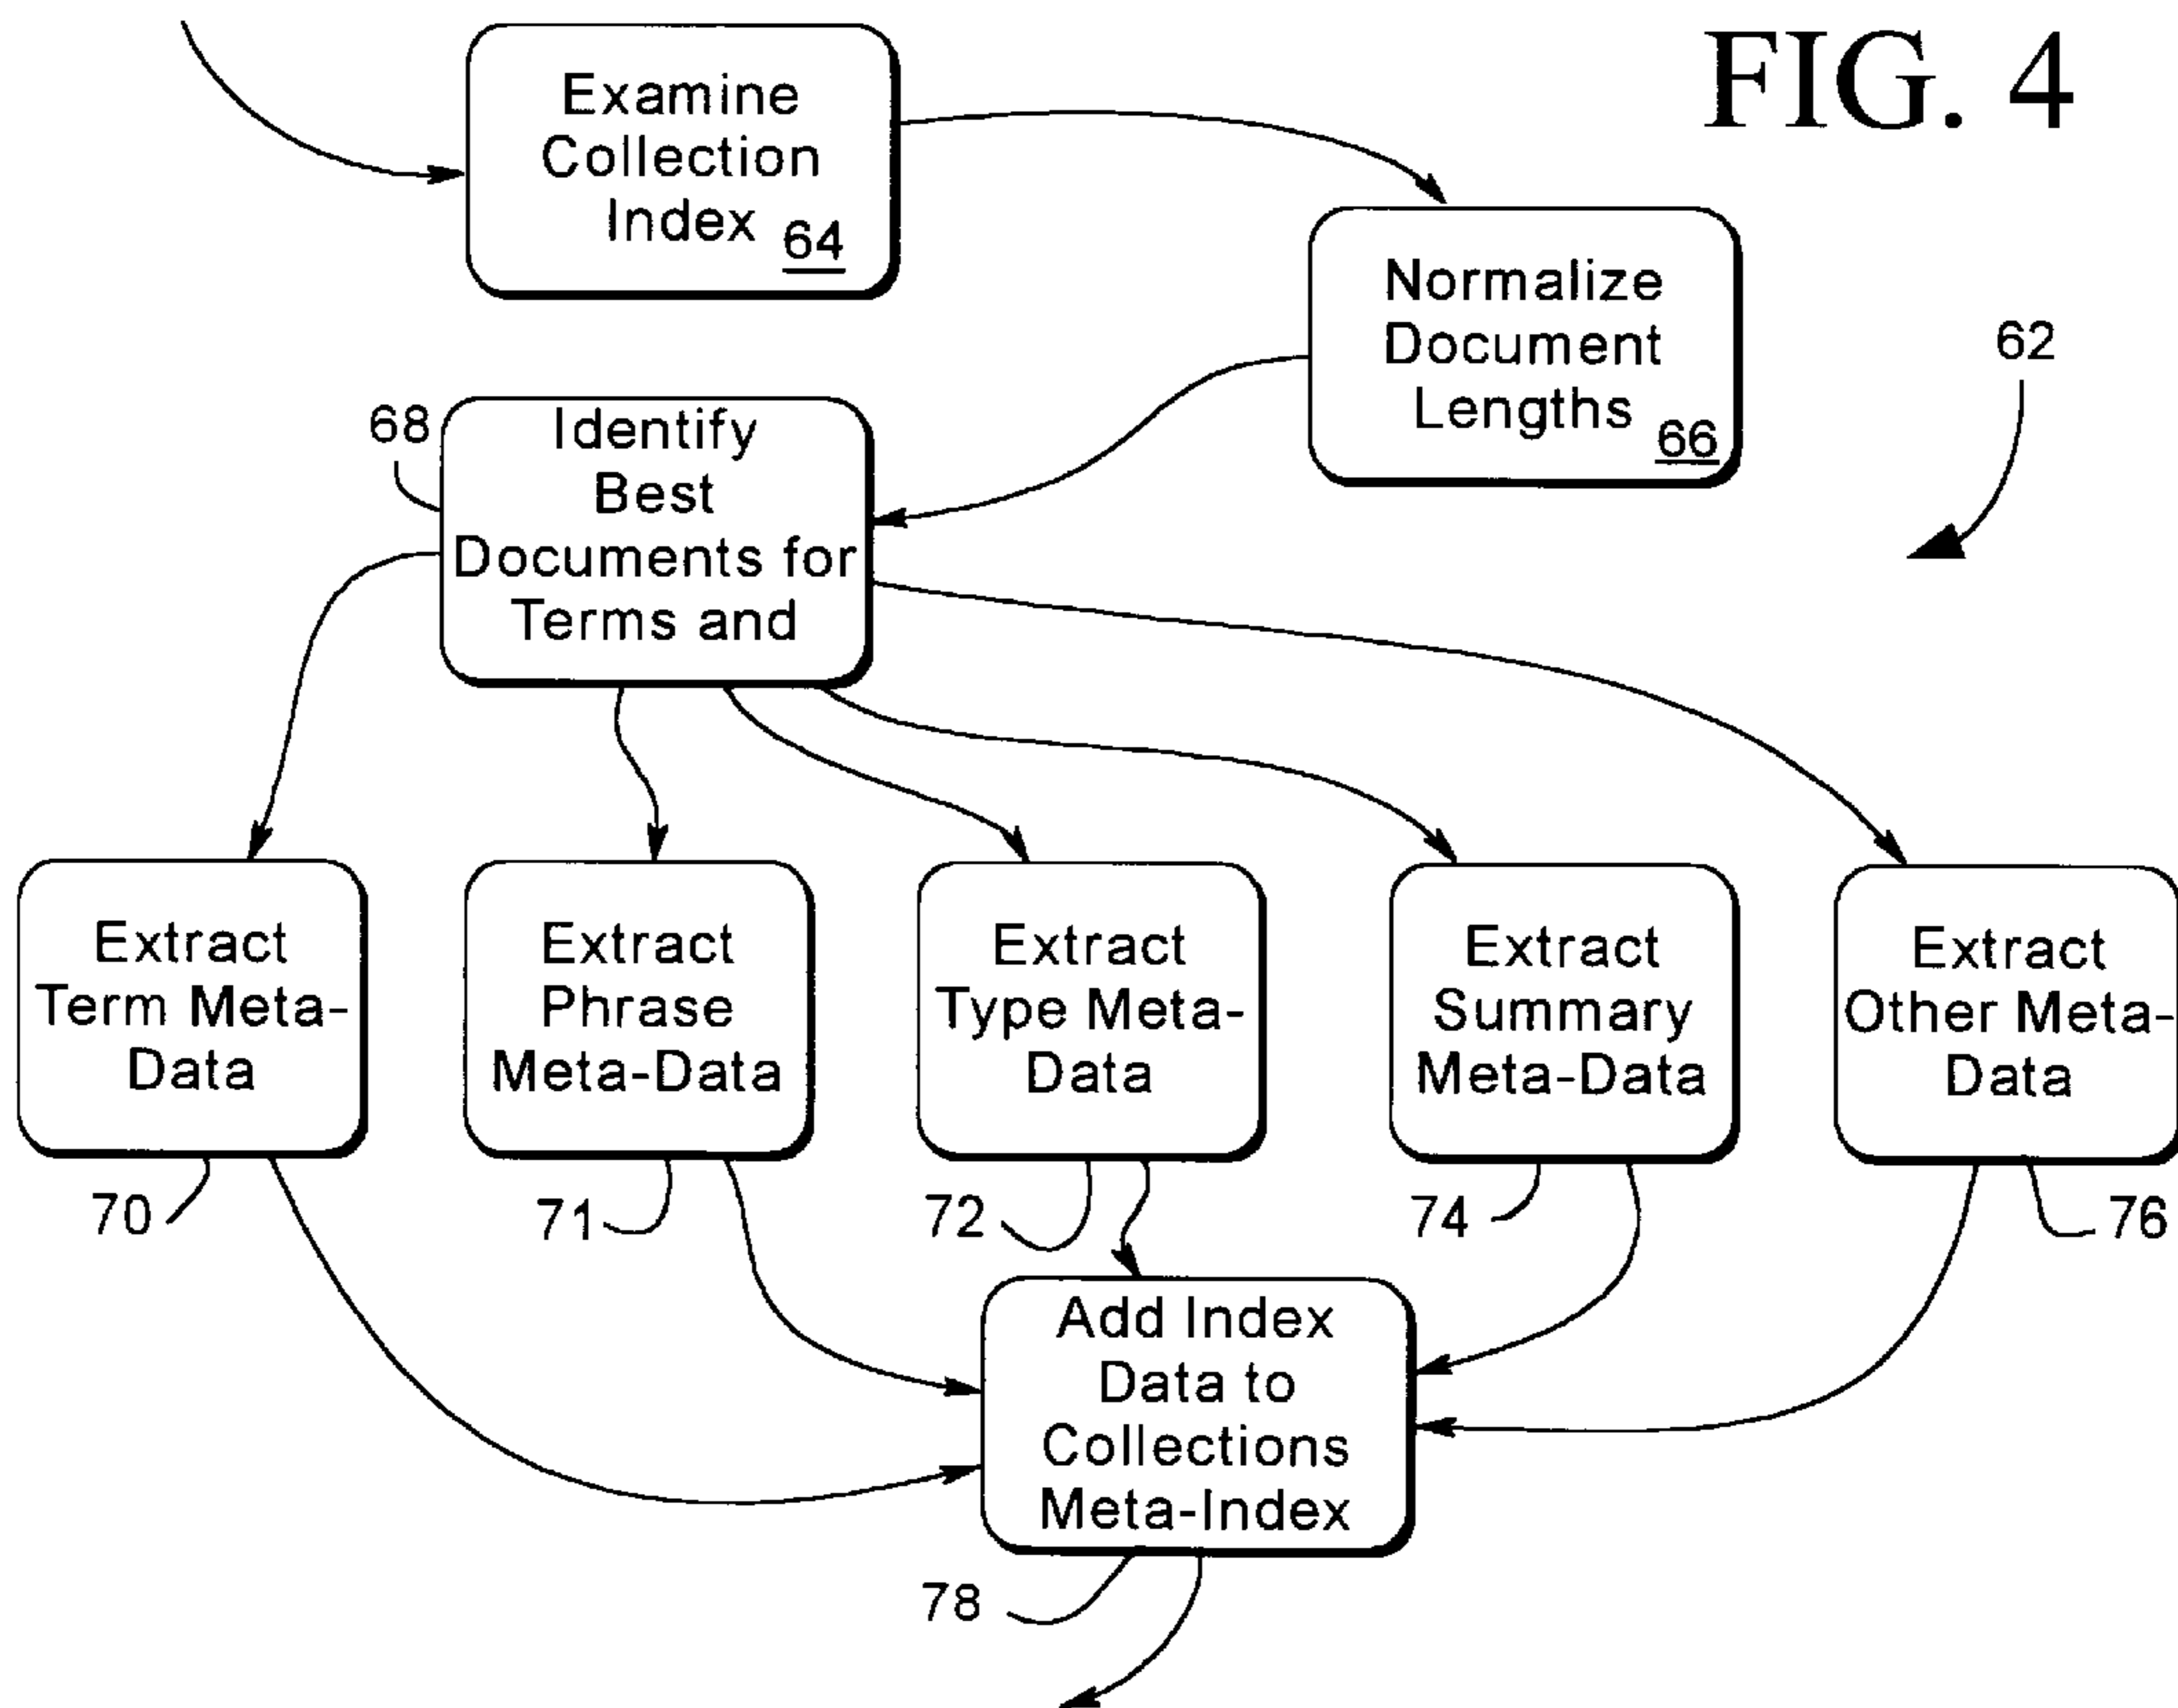 FIG. 4
Examine
Collection
Index 64
Normalize
Document
Lengths 66
62
68
Identify
Best
Documents for
Terms and
Extract
Term Meta-
Data
70
Extract
Phrase
Meta-Data
71
Extract
Type Meta-
Data
72
Extract
Summary
Meta-Data
74
Extract
Other Meta-
Data
76
Add Index
Data to
Collections
Meta-Index
78